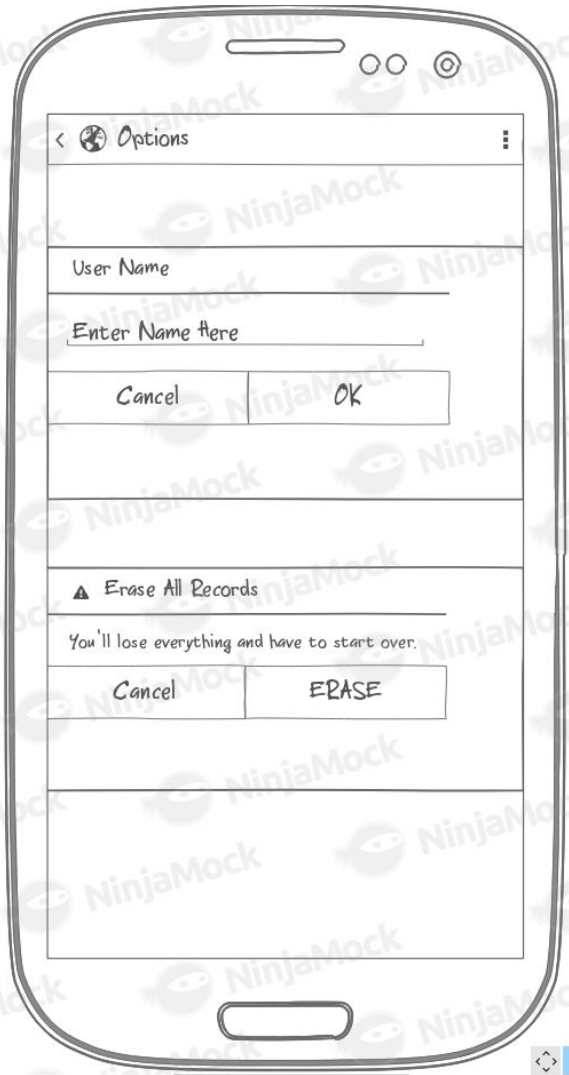 Options
User Name
Enter Name Here
Cancel OK
Erase All Records
You'll lose everything and have to start over.
Cancel ERASE
NinjaMock